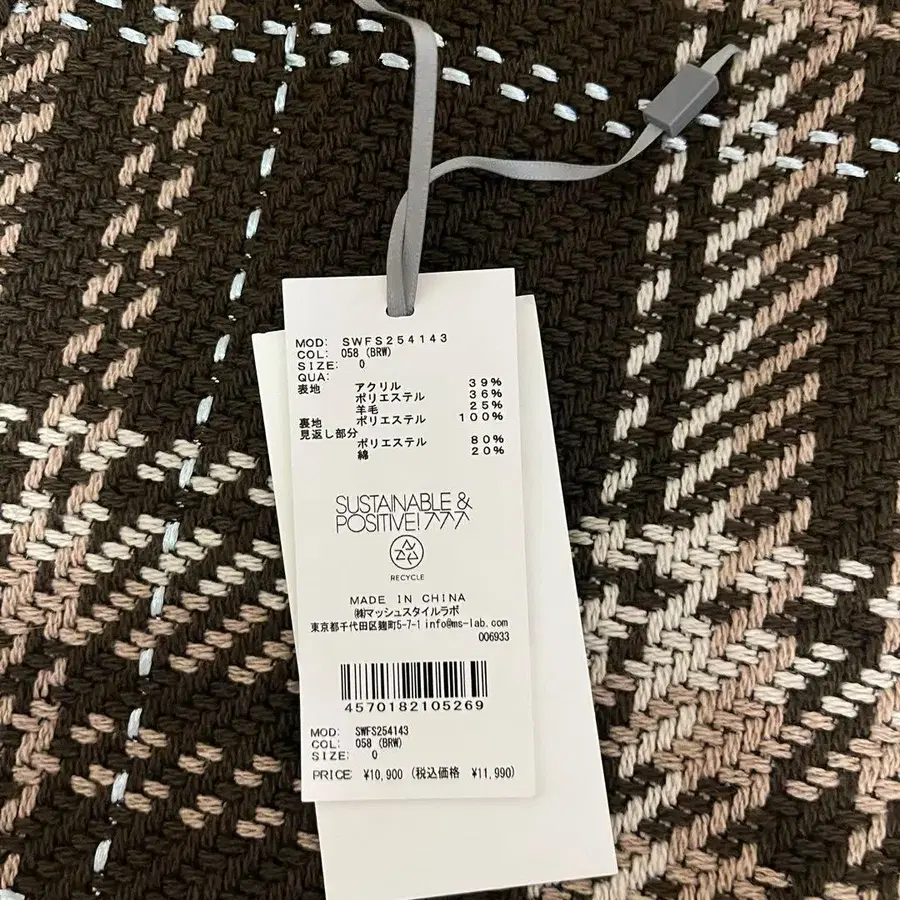 MOD: SWFS254143
COL: 058 (BRW)
SIZE: 0
QUA:
表地 アクリル 39%
ポリエステル 36%
羊毛 25%
裏地 ポリエステル 100%
見返し部分
ポリエステル 80%
綿 20%
SUSTAINABLE &
POSITIVE!
RECYCLE
MADE IN CHINA
㈱マッシュスタイルラボ
東京都千代田区麹町5-7-1 info@ms-lab.com
006933
4570182105269
MOD: SWFS254143
COL: 058 (BRW)
SIZE: 0
PRICE: ¥10,900 (税込価格 ¥11,990)